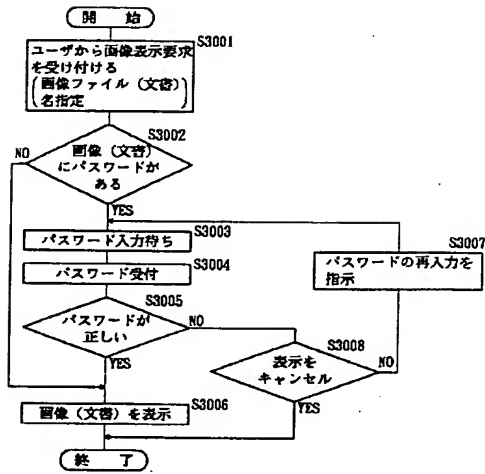 開 始
S3001
ユーザから画像表示要求
を受け付ける
(画像ファイル(文書)
名指定)
S3002
画像(文書)
にパスワードが
ある
NO
YES
S3003
パスワード入力待ち
S3004
パスワード受付
S3005
パスワードが
正しい
NO
YES
S3007
パスワードの再入力を
指示
S3008
表示を
キャンセル
NO
YES
S3006
画像(文書)を表示
終 了